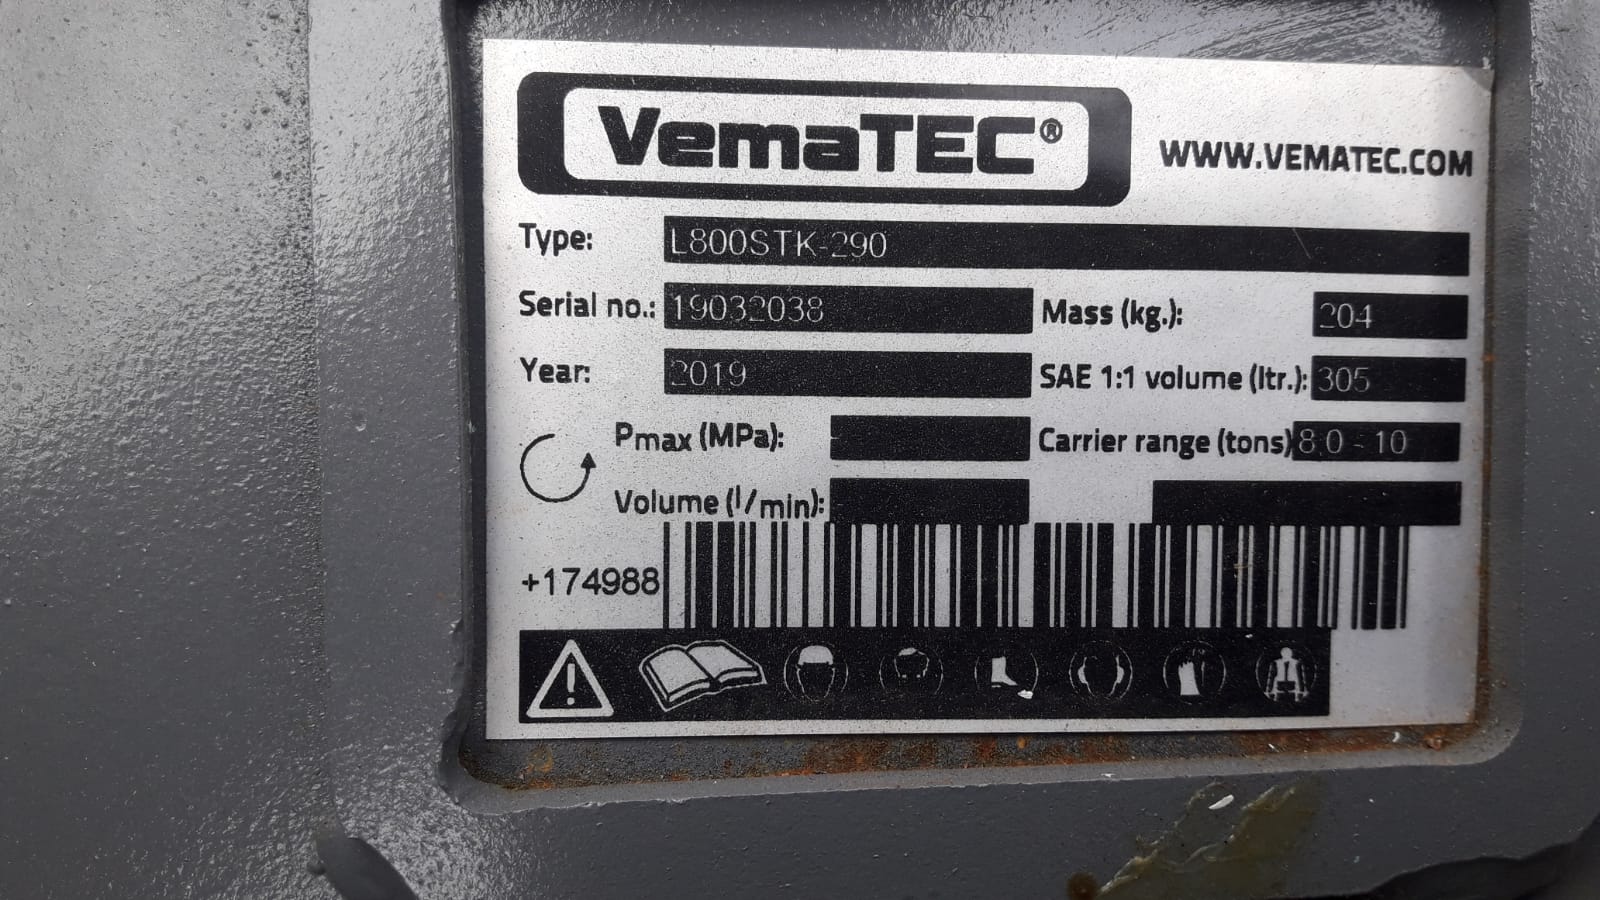 VemaTEC®
WWW.VEMATEC.COM
Type: L800STK-290
Serial no.: 19032038 Mass (kg.): 204
Year: 2019 SAE 1:1 volume (ltr.): 305
Pmax (MPa): Carrier range (tons) 8,0 - 10
Volume (l/min):
+174988